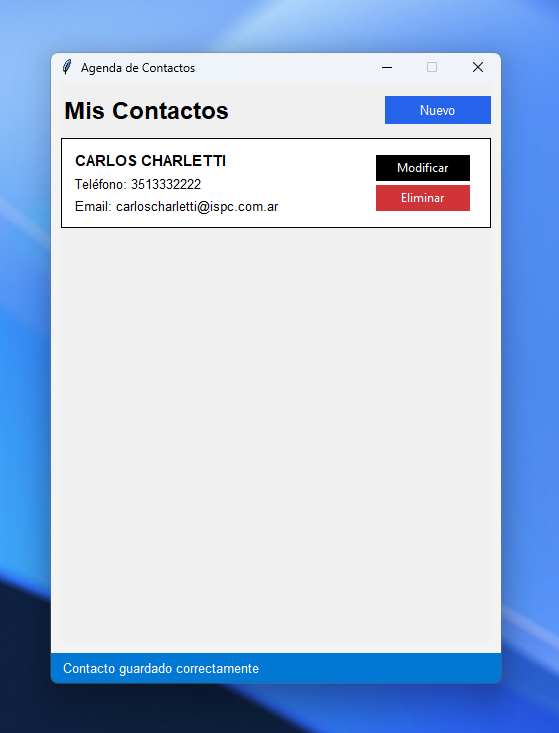 Agenda de Contactos
Mis Contactos
Nuevo
CARLOS CHARLETTI
Teléfono: 3513332222
Email: carloscharletti@ispc.com.ar
Modificar
Eliminar
Contacto guardado correctamente